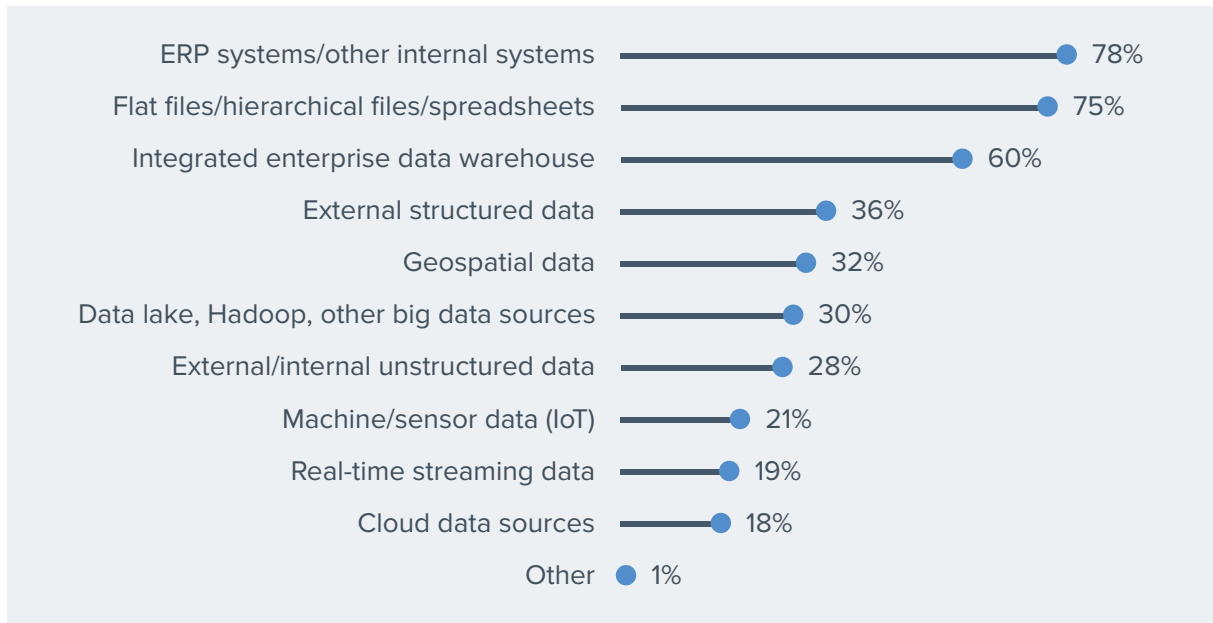 ERP systems/other internal systems 78%
Flat files/hierarchical files/spreadsheets 75%
Integrated enterprise data warehouse 60%
External structured data 36%
Geospatial data 32%
Data lake, Hadoop, other big data sources 30%
External/internal unstructured data 28%
Machine/sensor data (IoT) 21%
Real-time streaming data 19%
Cloud data sources 18%
Other 1%